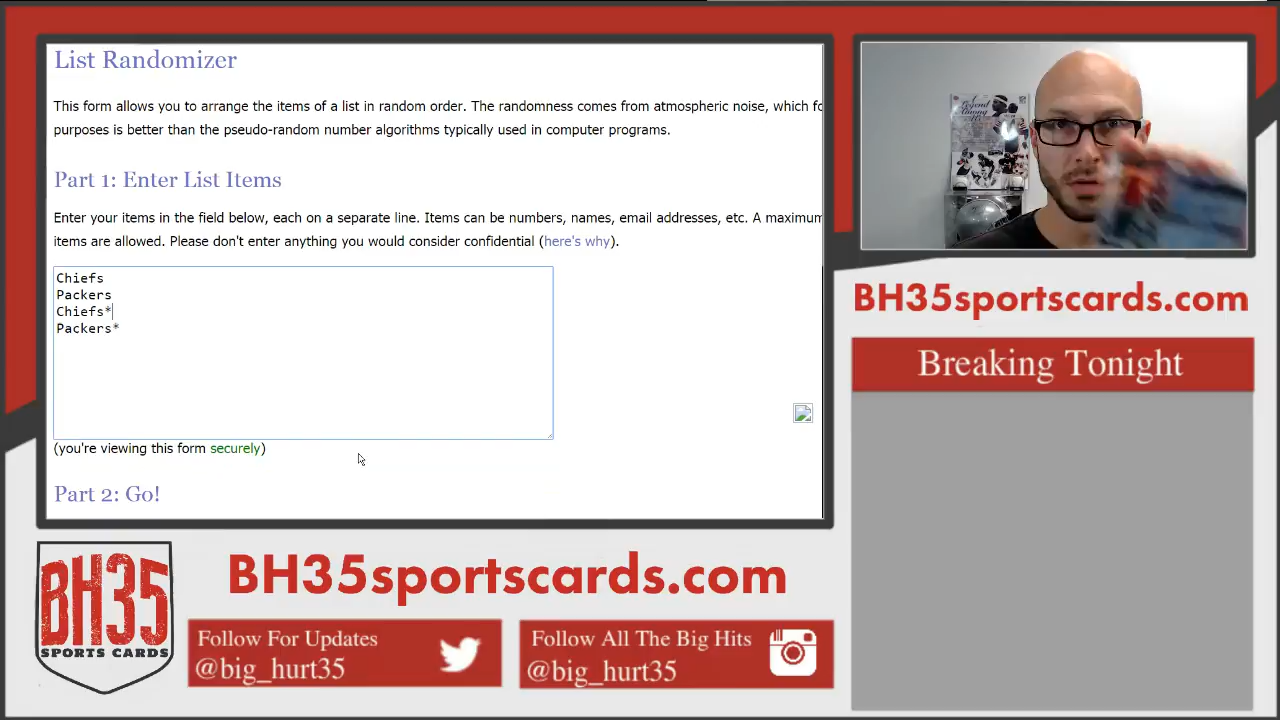 List Randomizer
This form allows you to arrange the items of a list in random order. The randomness comes from atmospheric noise, which fo
purposes is better than the pseudo-random number algorithms typically used in computer programs.
Part 1: Enter List Items
Enter your items in the field below, each on a separate line. Items can be numbers, names, email addresses, etc. A maximum
items are allowed. Please don't enter anything you would consider confidential (here's why).
Chiefs
Packers
Chiefs*
Packers*
(you're viewing this form securely)
Part 2: Go!
BH35sportscards.com
Breaking Tonight
BH35
SPORTS CARDS
BH35sportscards.com
Follow For Updates
@big_hurt35
Follow All The Big Hits
@big_hurt35